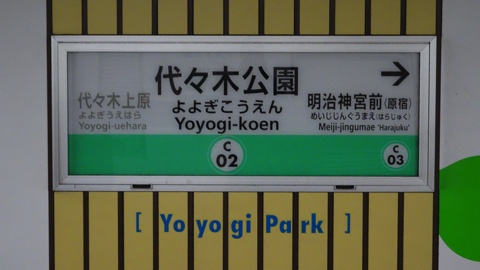 代々木公園
よよぎこうえん
Yoyogi-koen
代々木上原
よよぎうえはら
Yoyogi-uehara
→
明治神宮前〈原宿〉
めいじじんぐうまえ〈はらじゅく〉
Meiji-jingumae 'Harajuku'
C
02
C
03
[ Yoyogi Park ]